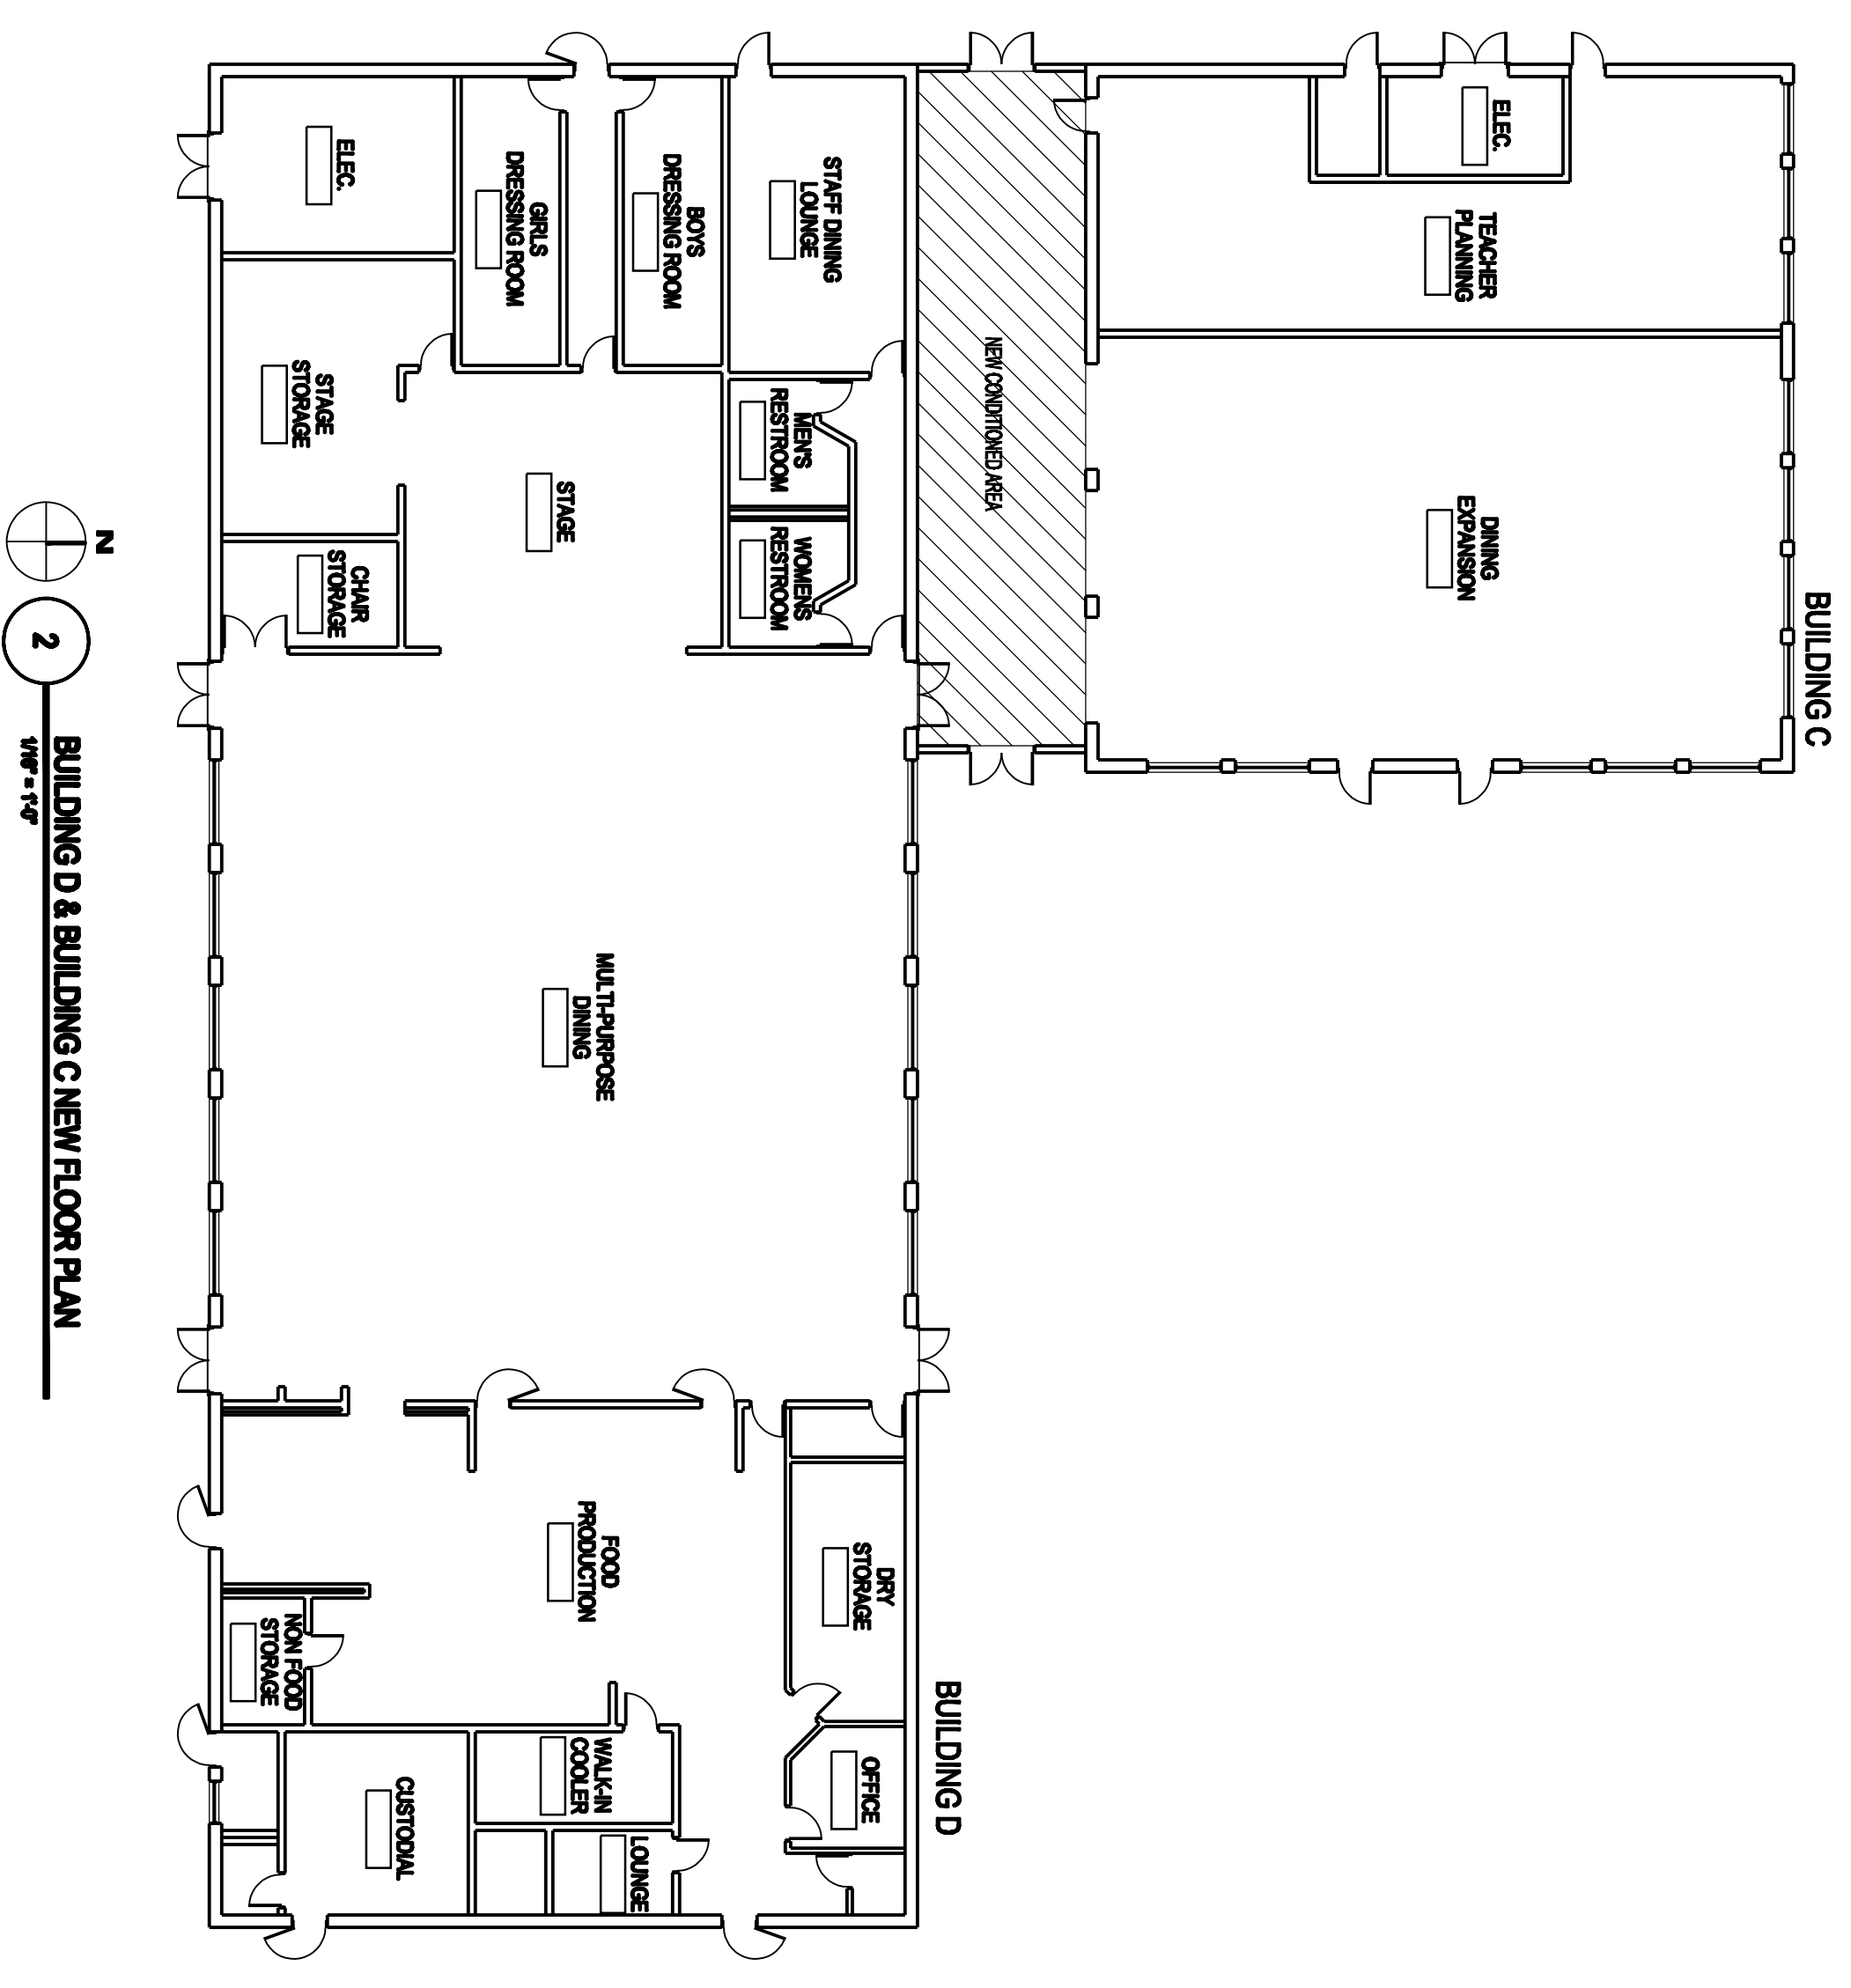 BUILDING C
ELEC.
TEACHER
PLANNING
DINING
EXPANSION
NEW CONDITIONED AREA
BUILDING D
STAFF DINING
LOUNGE
MEN'S
RESTROOM
WOMENS
RESTROOM
DRY
STORAGE
OFFICE
BOYS
DRESSING ROOM
GIRLS
DRESSING ROOM
STAGE
MULTI-PURPOSE
DINING
FOOD
PRODUCTION
WALK-IN
COOLER
LOUNGE
ELEC.
STAGE
STORAGE
CHAIR
STORAGE
NON FOOD
STORAGE
CUSTODIAL
N
2
BUILDING D & BUILDING C NEW FLOOR PLAN
1/16" = 1'-0"